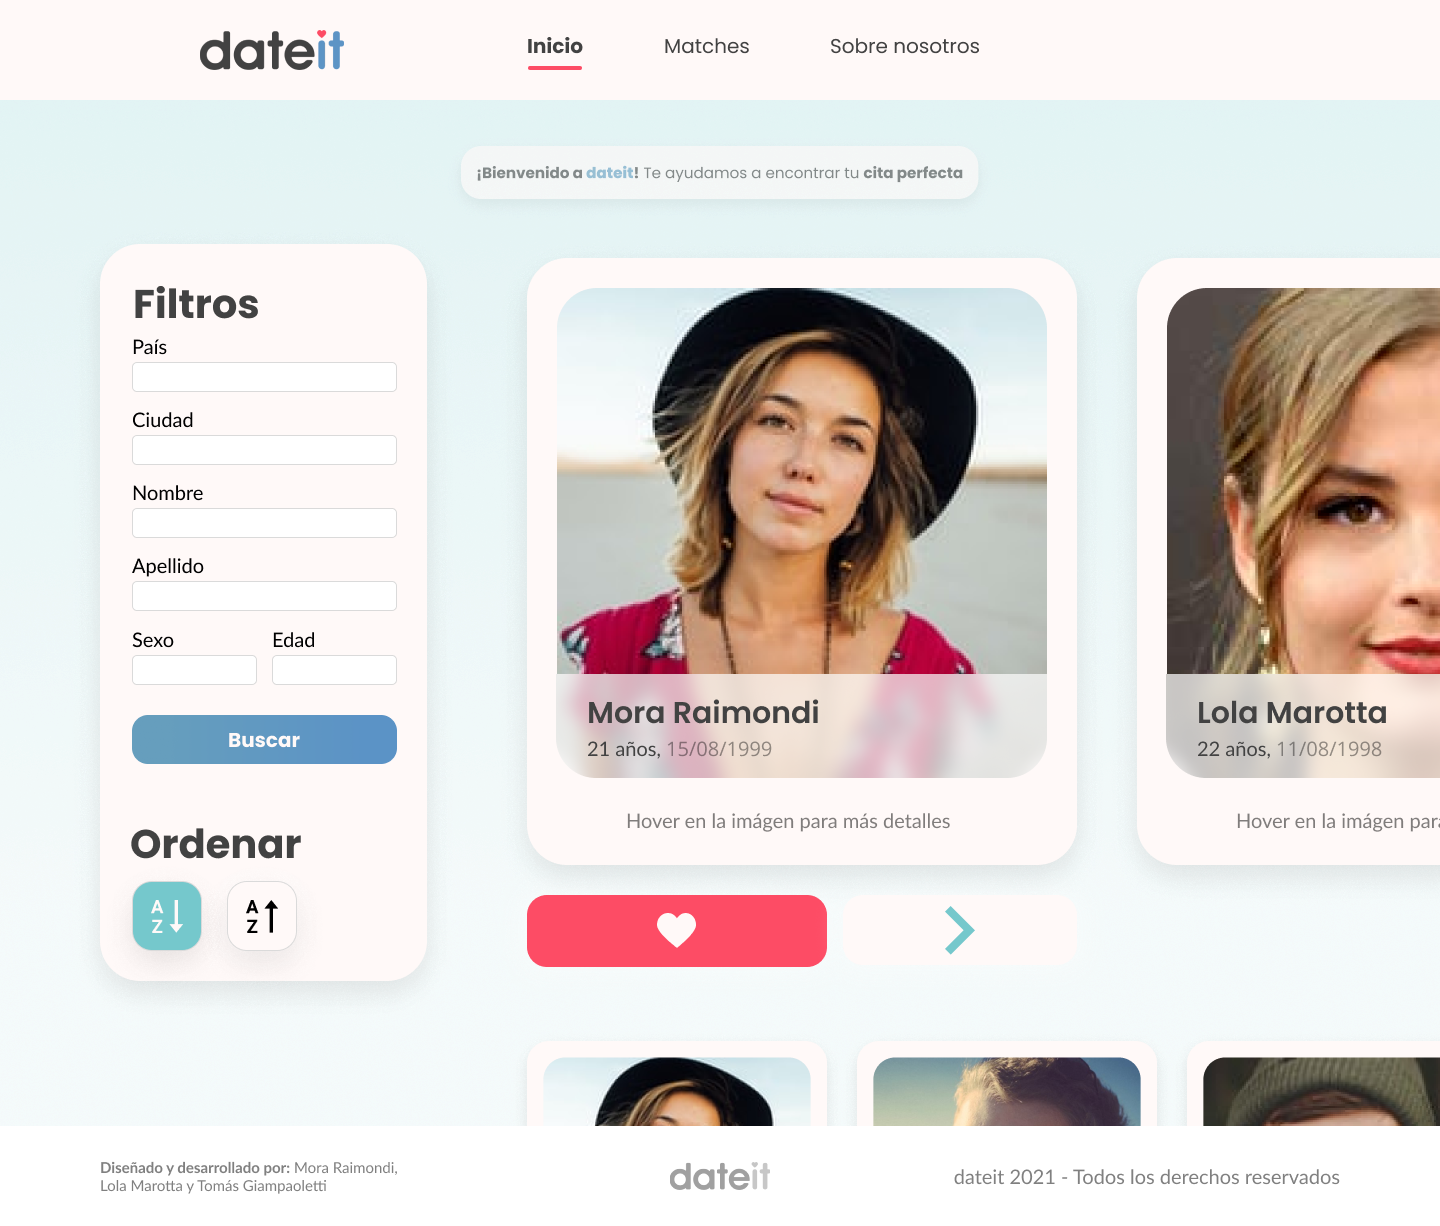 dateit
Inicio
Matches
Sobre nosotros
¡Bienvenido a dateit! Te ayudamos a encontrar tu cita perfecta
Filtros
País
Ciudad
Nombre
Apellido
Sexo
Edad
Buscar
Ordenar
A
Z
A
Z
Mora Raimondi
21 años, 15/08/1999
Hover en la imágen para más detalles
Lola Marotta
22 años, 11/08/1998
Hover en la imágen para
Diseñado y desarrollado por: Mora Raimondi,
Lola Marotta y Tomás Giampaoletti
dateit
dateit 2021 - Todos los derechos reservados